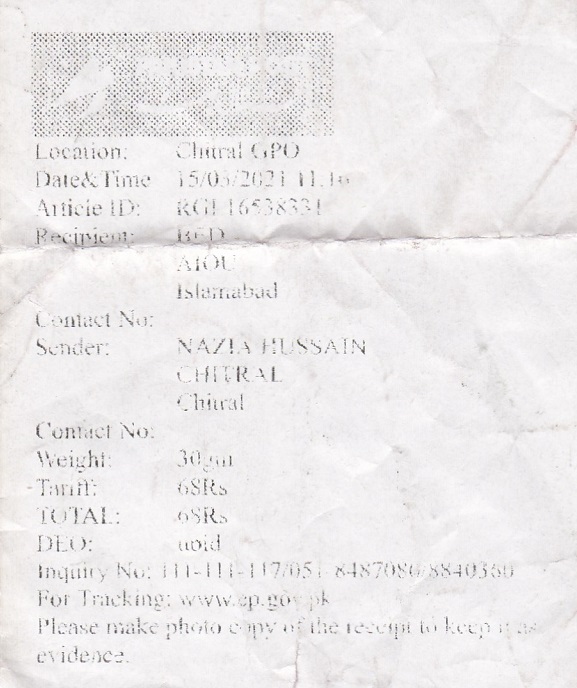 Location: Chitral GPO
Date&Time 15/03/2021 11:16
Article ID: RGL16538331
Recipient: BED
AIOU
Islamabad
Contact No:
Sender: NAZIA HUSSAIN
CHITRAL
Chitral
Contact No:
Weight: 30gm
Tariff: 68Rs
TOTAL: 68Rs
DEO:
Inquiry No: 111-111-117/051-8487080/8840360
For Tracking: www.ep.gov.pk
Please make photo copy of the receipt to keep it as
evidence.